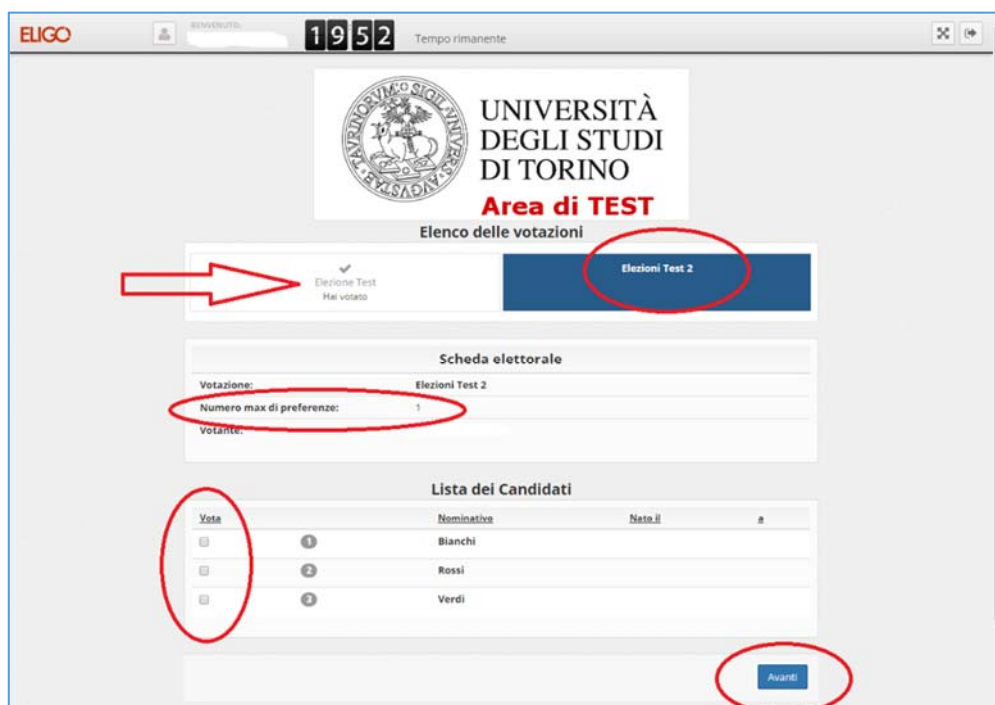 ELIGO
BENVENUTO:
1952
Tempo rimanente
SIGIL
UNIVERSITÀ
DEGLI STUDI
DI TORINO
Area di TEST
Elenco delle votazioni
Elezione Test
Hai votato
Elezioni Test 2
Scheda elettorale
Votazione: Elezioni Test 2
Numero max di preferenze: 1
Votante:
Lista dei Candidati
Vota Nominativo Nato il a
1 Bianchi
2 Rossi
3 Verdi
Avanti